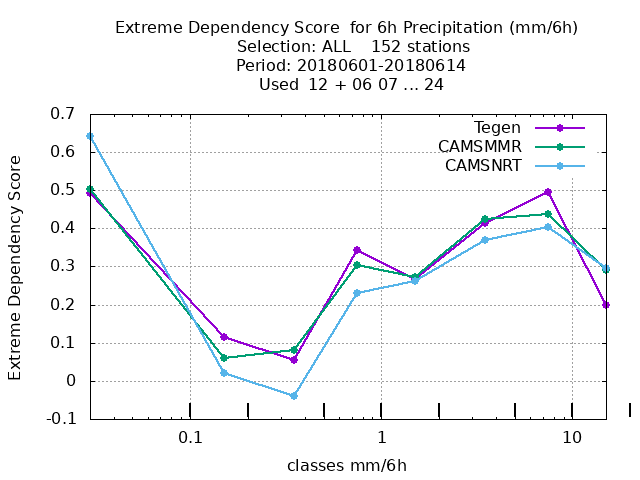 Extreme Dependency Score  for 6h Precipitation (mm/6h)
Selection: ALL    152 stations
Period: 20180601-20180614
Used  12 + 06 07 ... 24
Extreme Dependency Score
0.7
0.6
0.5
0.4
0.3
0.2
0.1
0
-0.1
Tegen
CAMSMMR
CAMSNRT
0.1
1
10
classes mm/6h